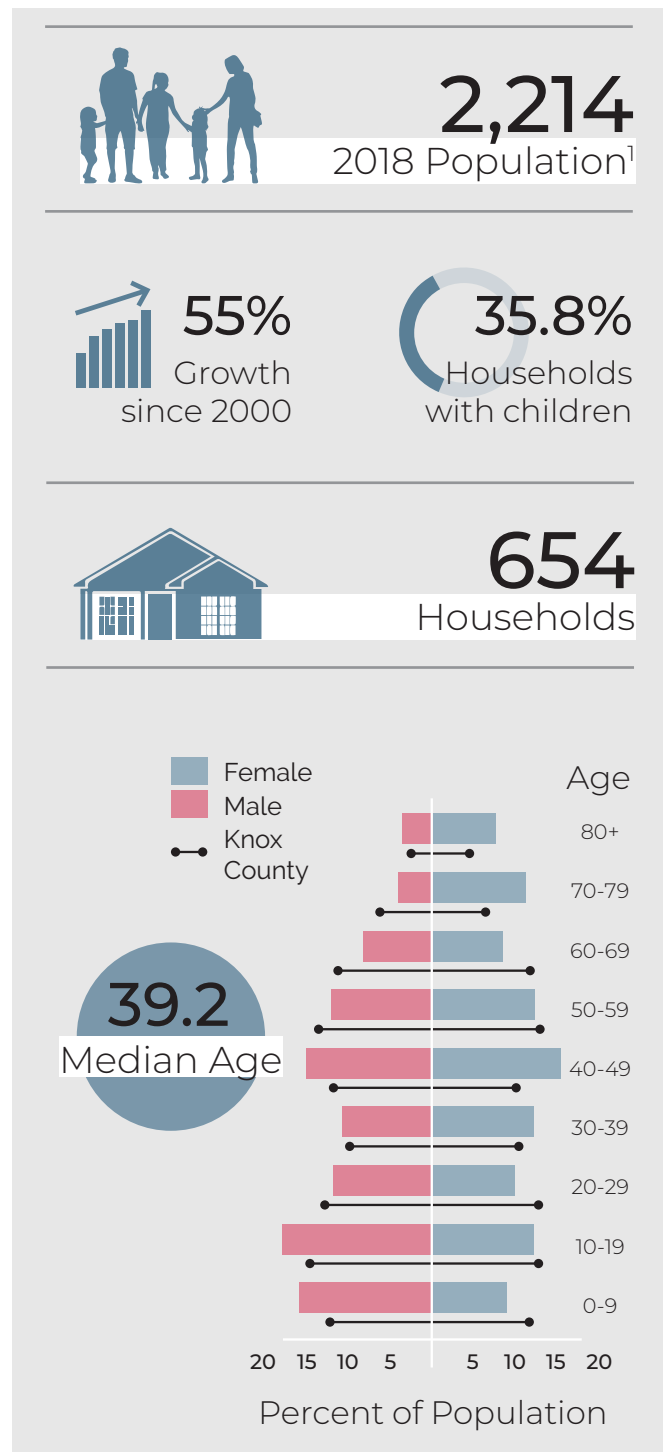 2,214
2018 Population¹
55%
Growth
since 2000
35.8%
Households
with children
654
Households
Female
Male
Knox
County
Age
80+
70-79
60-69
50-59
40-49
30-39
20-29
10-19
0-9
39.2
Median Age
20 15 10 5 5 10 15 20
Percent of Population